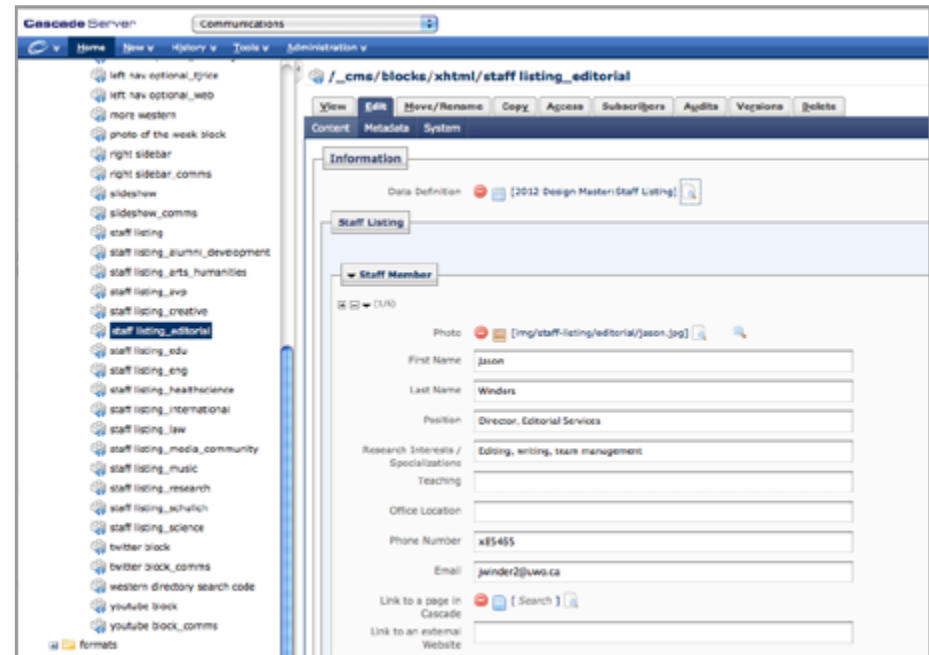 Cascade Server
Communications
Home New History Tools Administration
left nav optional_tjrice
left nav optional_web
more western
photo of the week block
right sidebar
right sidebar_comms
slideshow
slideshow_comms
staff listing
staff listing_alumni_development
staff listing_arts_humanities
staff listing_avp
staff listing_creative
staff listing_editorial
staff listing_edu
staff listing_eng
staff listing_healthscience
staff listing_international
staff listing_law
staff listing_media_community
staff listing_music
staff listing_research
staff listing_schulich
staff listing_science
twitter block
twitter block_comms
western directory search code
youtube block
youtube block_comms
formats
/_cms/blocks/xhtml/staff listing_editorial
View Edit Move/Rename Copy Access Subscribers Audits Versions Delete
Content Metadata System
Information
Data Definition [2012 Design Master:Staff Listing]
Staff Listing
Staff Member
Photo [img/staff-listing/editorial/jason.jpg]
First Name Jason
Last Name Winders
Position Director, Editorial Services
Research Interests / Editing, writing, team management
Specializations
Teaching
Office Location
Phone Number x85465
Email jwinder2@uwo.ca
Link to a page in [ Search ]
Cascade
Link to an external
Website